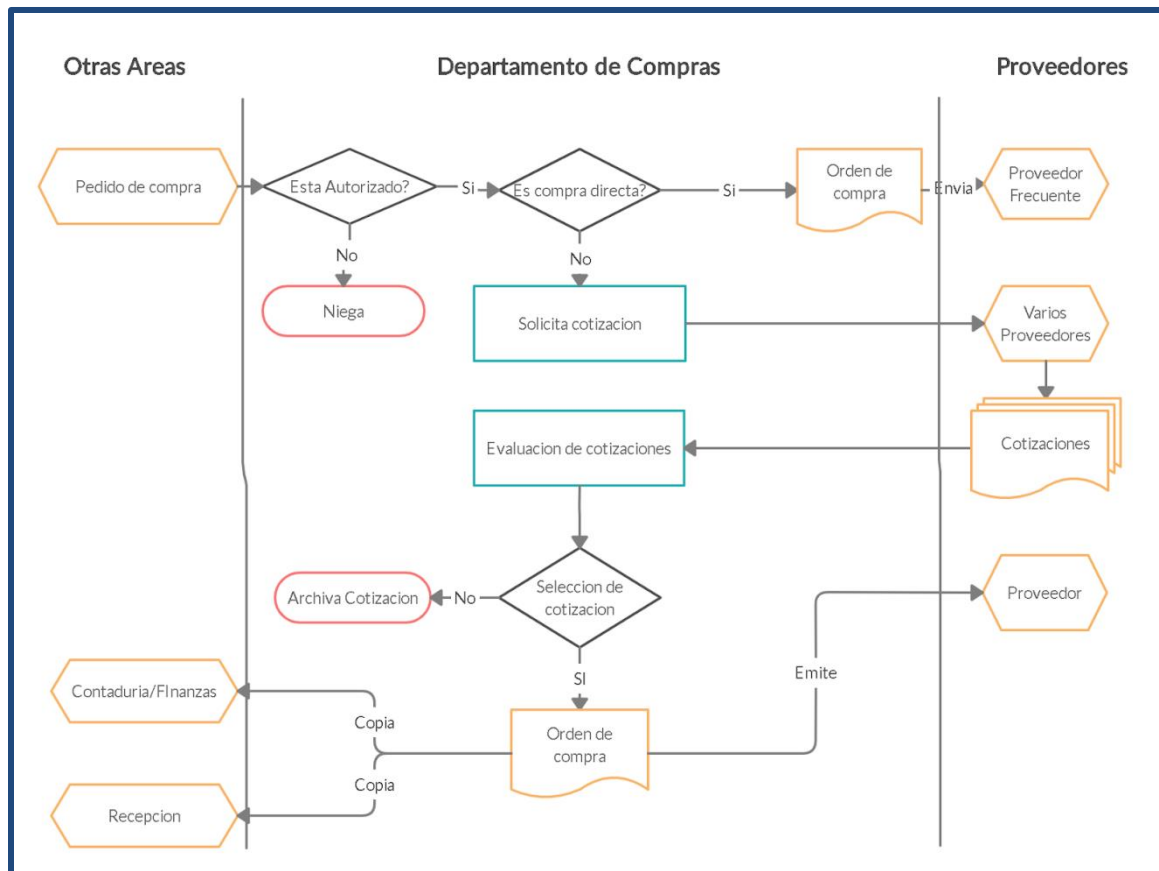 Otras Areas
Departamento de Compras
Proveedores
Pedido de compra
Esta Autorizado?
Si
Es compra directa?
Si
Orden de
compra
Envia
Proveedor
Frecuente
No
No
Niega
Solicita cotizacion
Varios
Proveedores
Evaluacion de cotizaciones
Cotizaciones
Archiva Cotizacion
No
Seleccion de
cotizacion
Proveedor
SI
Emite
Contaduria/FInanzas
Copia
Orden de
compra
Copia
Recepcion